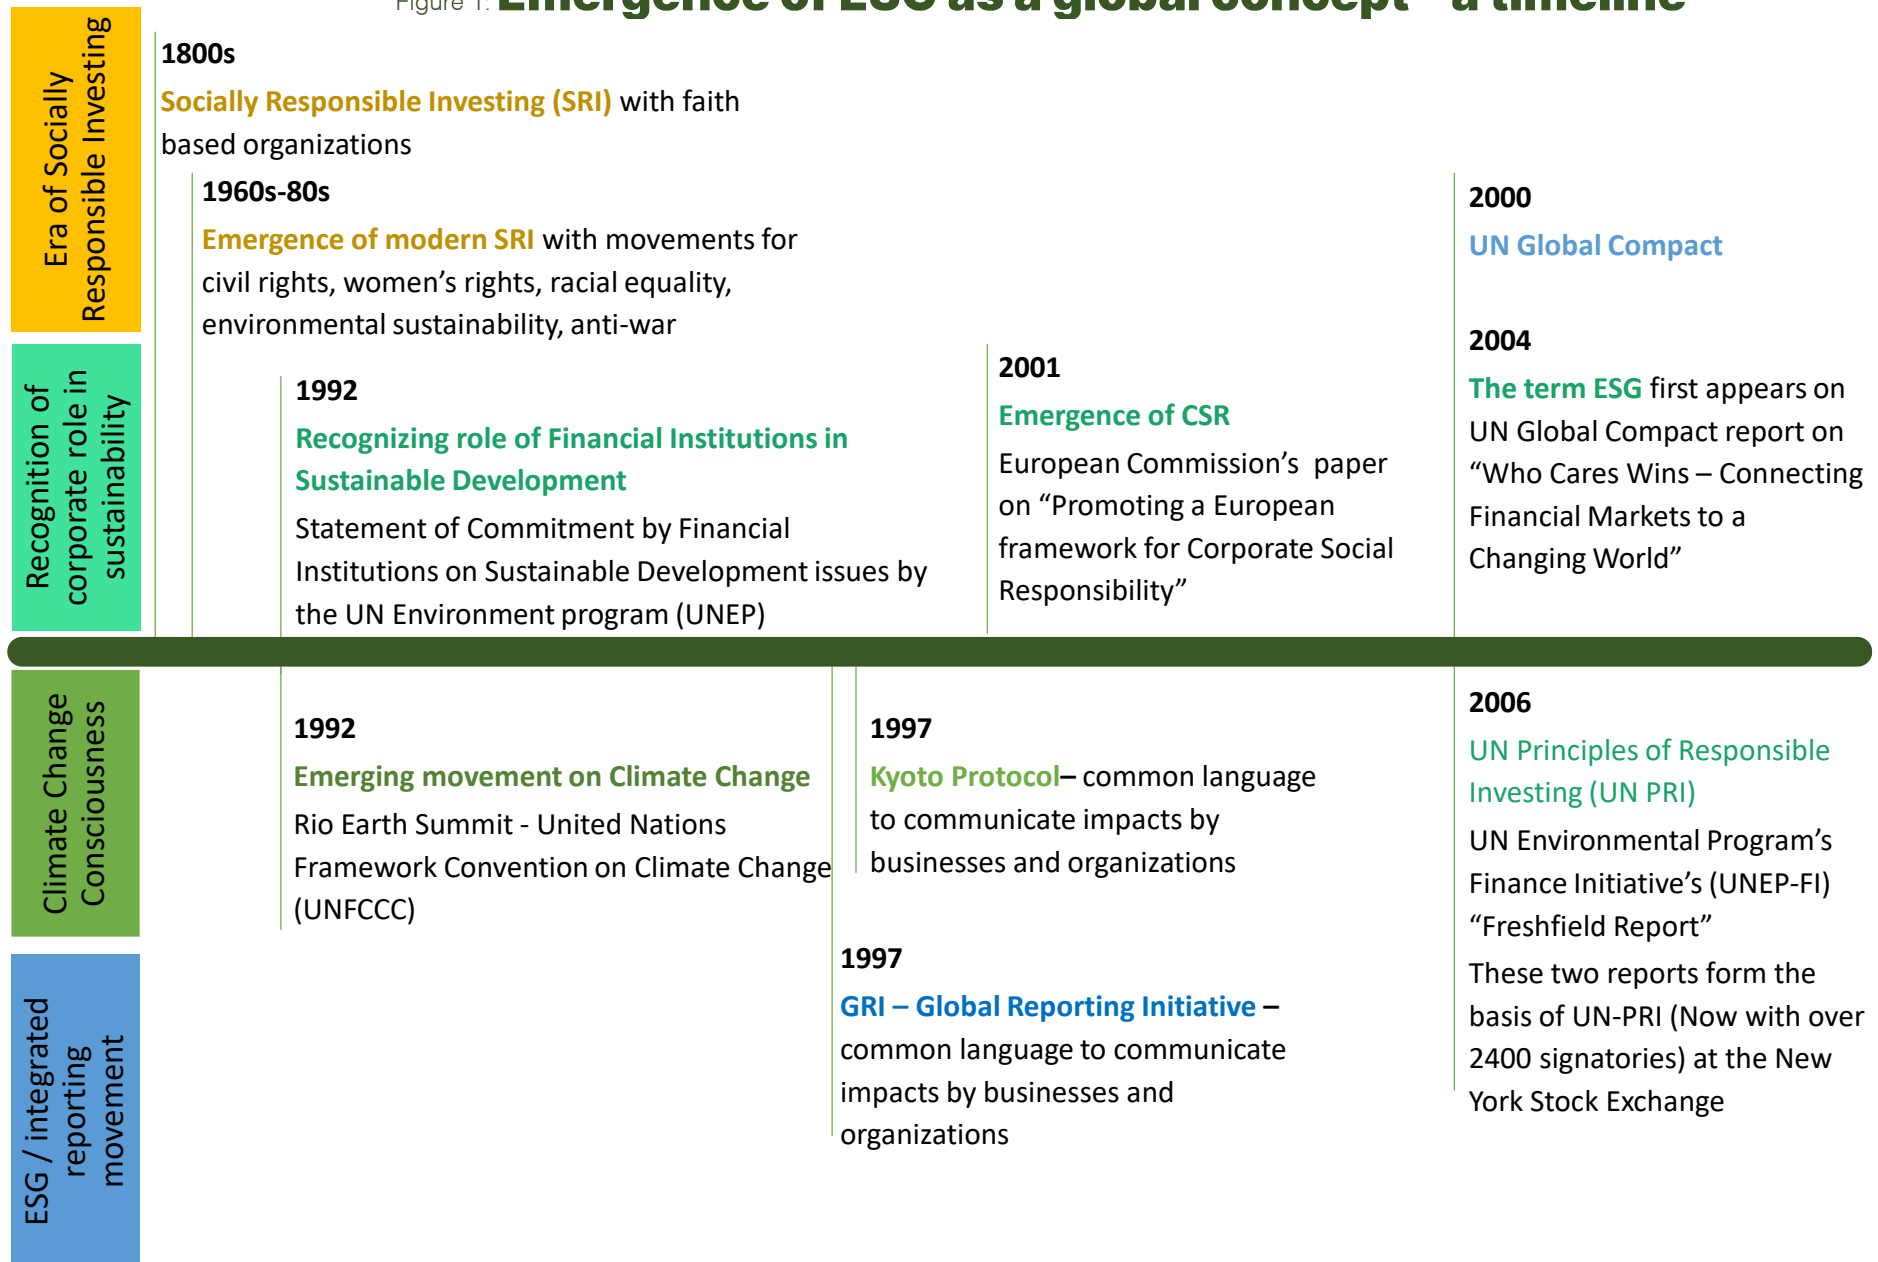 Figure 1: Emergence of ESG as a global concept - a timeline
Era of Socially
Responsible Investing
1800s
Socially Responsible Investing (SRI) with faith
based organizations
1960s-80s
Emergence of modern SRI with movements for
civil rights, women’s rights, racial equality,
environmental sustainability, anti-war
2000
UN Global Compact
Recognition of
corporate role in
sustainability
1992
Recognizing role of Financial Institutions in
Sustainable Development
Statement of Commitment by Financial
Institutions on Sustainable Development issues by
the UN Environment program (UNEP)
2001
Emergence of CSR
European Commission’s paper
on “Promoting a European
framework for Corporate Social
Responsibility”
2004
The term ESG first appears on
UN Global Compact report on
“Who Cares Wins – Connecting
Financial Markets to a
Changing World”
Climate Change
Consciousness
1992
Emerging movement on Climate Change
Rio Earth Summit - United Nations
Framework Convention on Climate Change
(UNFCCC)
1997
Kyoto Protocol– common language
to communicate impacts by
businesses and organizations
2006
UN Principles of Responsible
Investing (UN PRI)
UN Environmental Program’s
Finance Initiative’s (UNEP-FI)
“Freshfield Report”
These two reports form the
basis of UN-PRI (Now with over
2400 signatories) at the New
York Stock Exchange
ESG / integrated
reporting
movement
1997
GRI – Global Reporting Initiative –
common language to communicate
impacts by businesses and
organizations